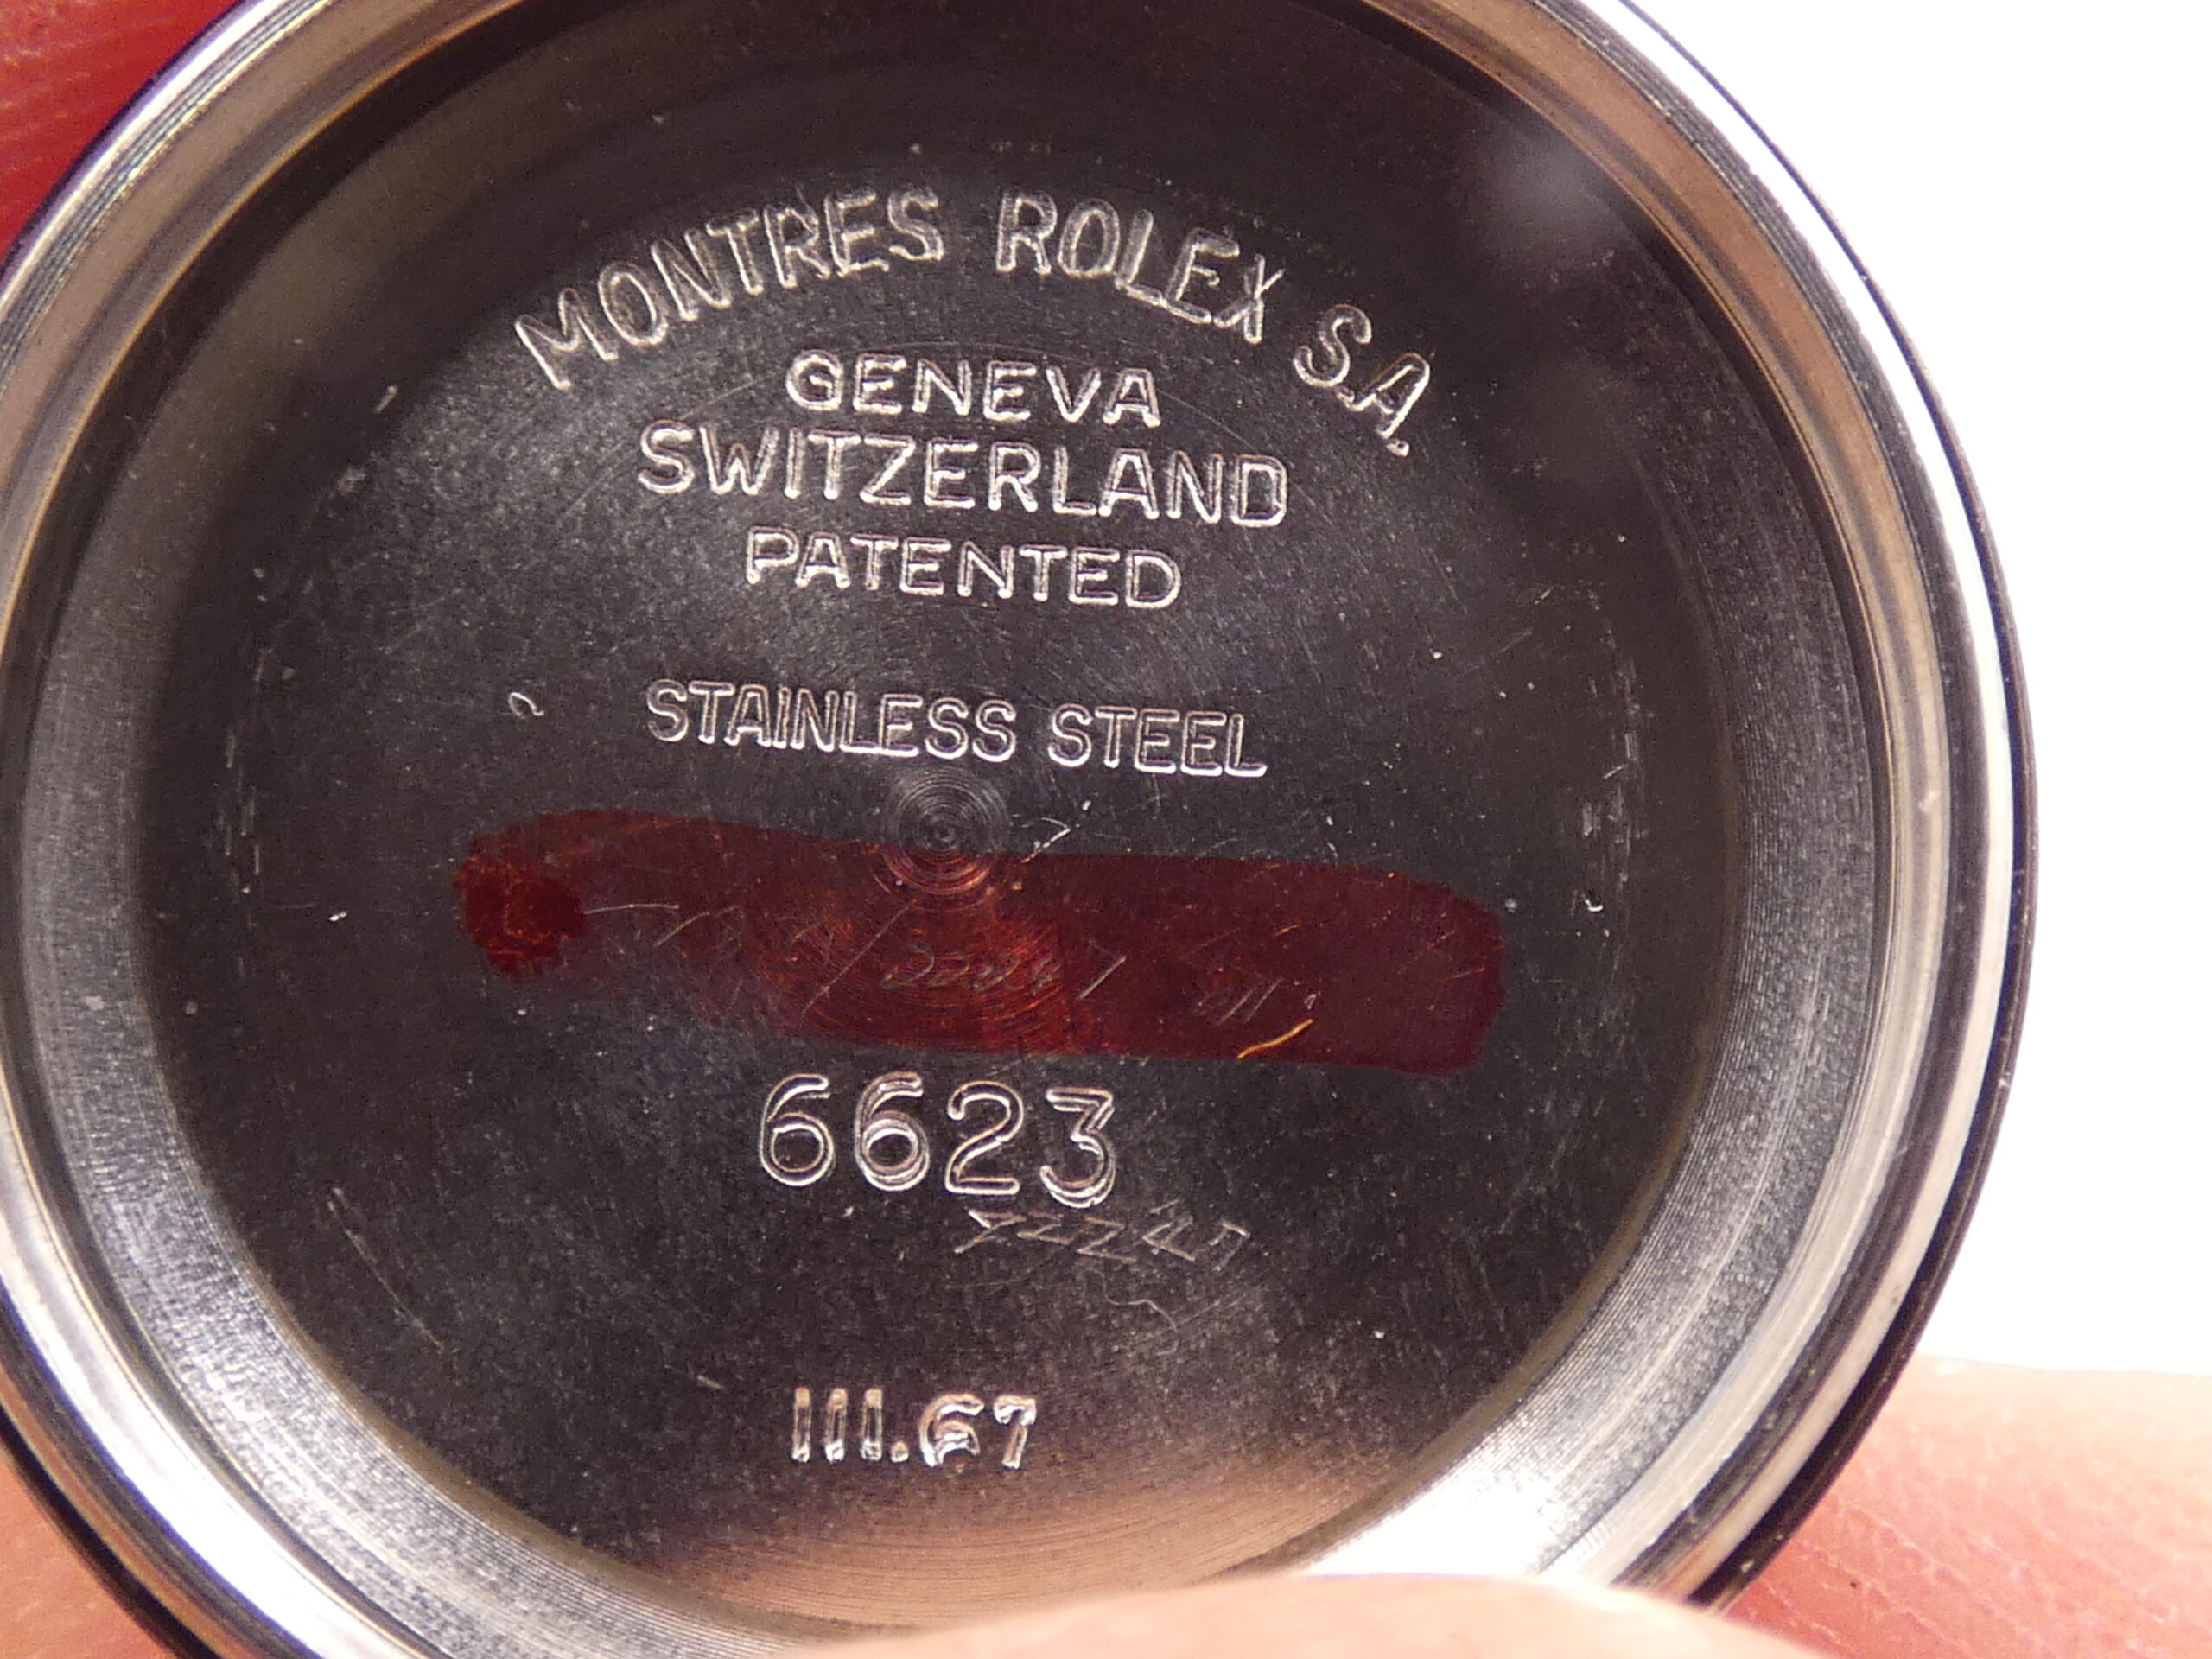 MONTRES ROLEX S.A.
GENEVA
SWITZERLAND
PATENTED
STAINLESS STEEL
6623
III.67